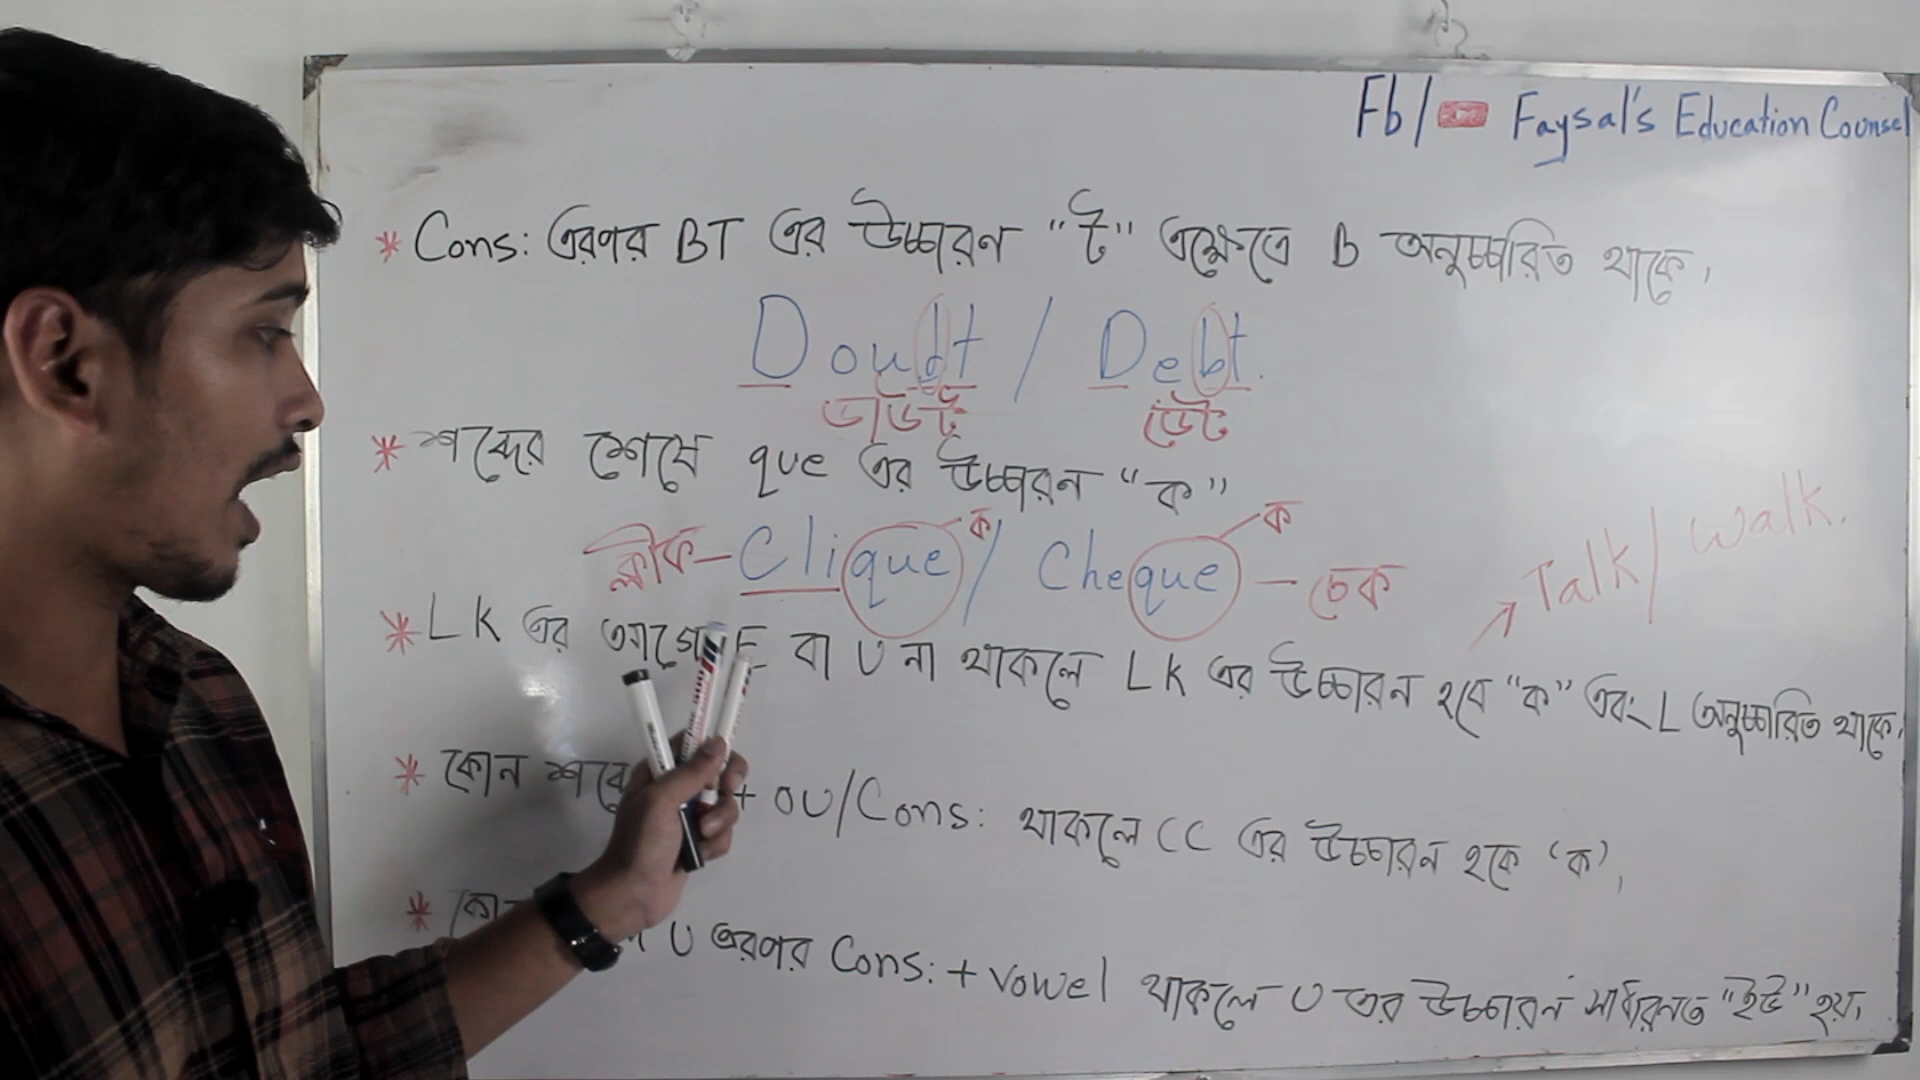 Fb / Faysal's Education Counsel
* Cons: এরপর BT এর উচ্চারন "ট" এক্ষেত্রে B অনুচ্চারিত থাকে।
Doubt / Debt.
ডাউট ডেট
* শব্দের শেষে que এর উচ্চারন "ক"
ক্লীক - Clique / Cheque - চেক
ক ক
Talk / Walk.
* LK এর আগে E বা U না থাকলে LK এর উচ্চারন হবে "ক" এবং L অনুচ্চারিত থাকে।
* কোন + OU/Cons: থাকলে CC এর উচ্চারন হবে 'ক',
* U এরপর Cons: + vowel থাকলে U এর উচ্চারন সাধারনত "ইউ" হয়।